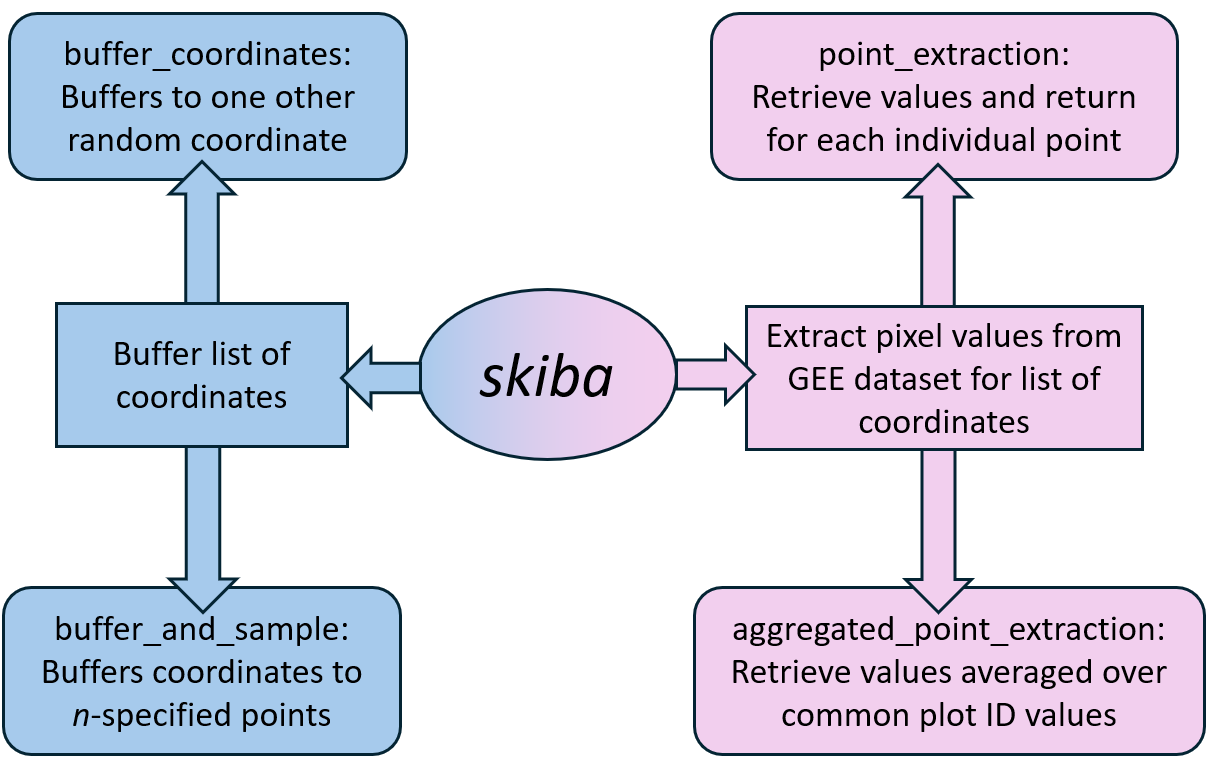 buffer_coordinates:
Buffers to one other
random coordinate
point_extraction:
Retrieve values and return
for each individual point
Buffer list of
coordinates
skiba
Extract pixel values from
GEE dataset for list of
coordinates
buffer_and_sample:
Buffers coordinates to
n-specified points
aggregated_point_extraction:
Retrieve values averaged over
common plot ID values